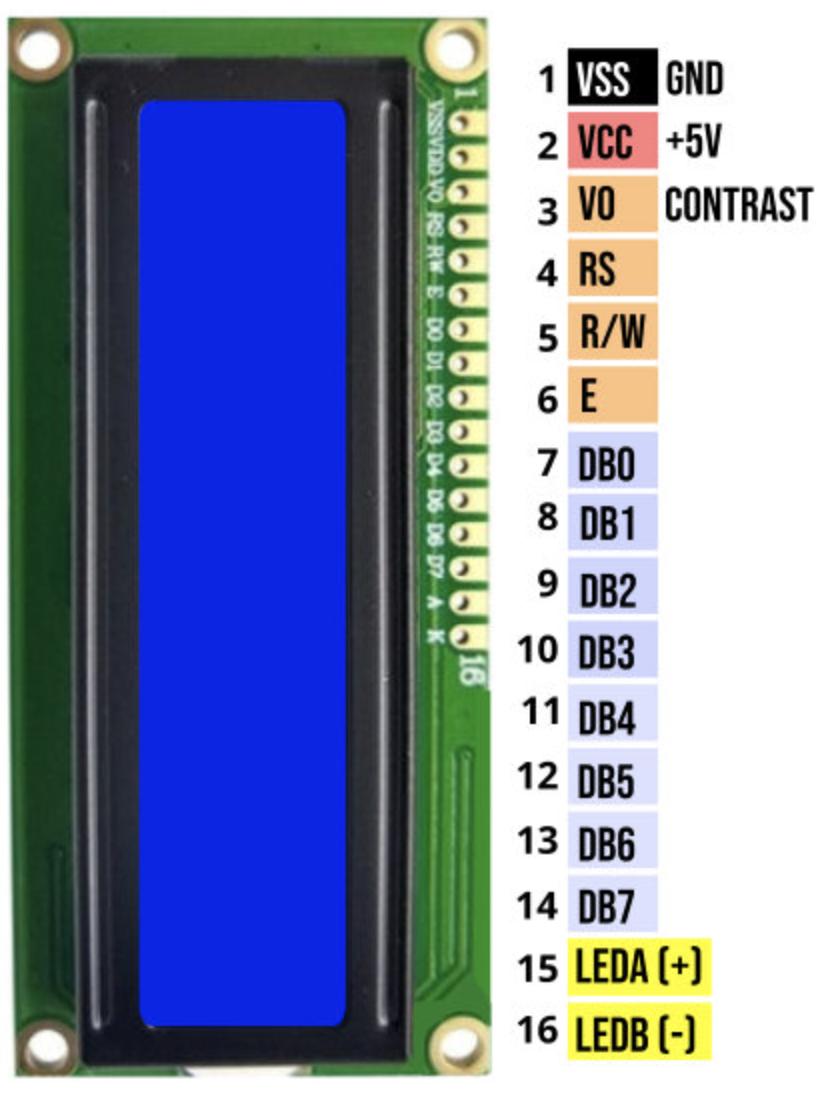 1
VSS VDD VO RS RW E D0 D1 D2 D3 D4 D5 D6 D7 A K
16
1 VSS GND
2 VCC +5V
3 VO CONTRAST
4 RS
5 R/W
6 E
7 DB0
8 DB1
9 DB2
10 DB3
11 DB4
12 DB5
13 DB6
14 DB7
15 LEDA (+)
16 LEDB (-)